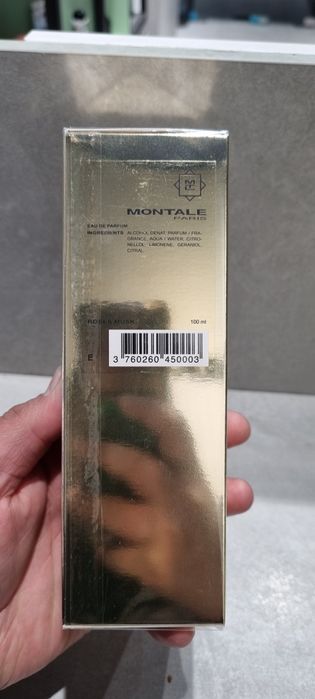 MONTALE
PARIS
EAU DE PARFUM
INGREDIENTS: ALCOHOL DENAT. PARFUM / FRA-
GRANCE, AQUA / WATER, CITRO-
NELLOL, LIMONENE, GERANIOL,
CITRAL.
ROSES MUSK 100 ml
E
3 760260 450003